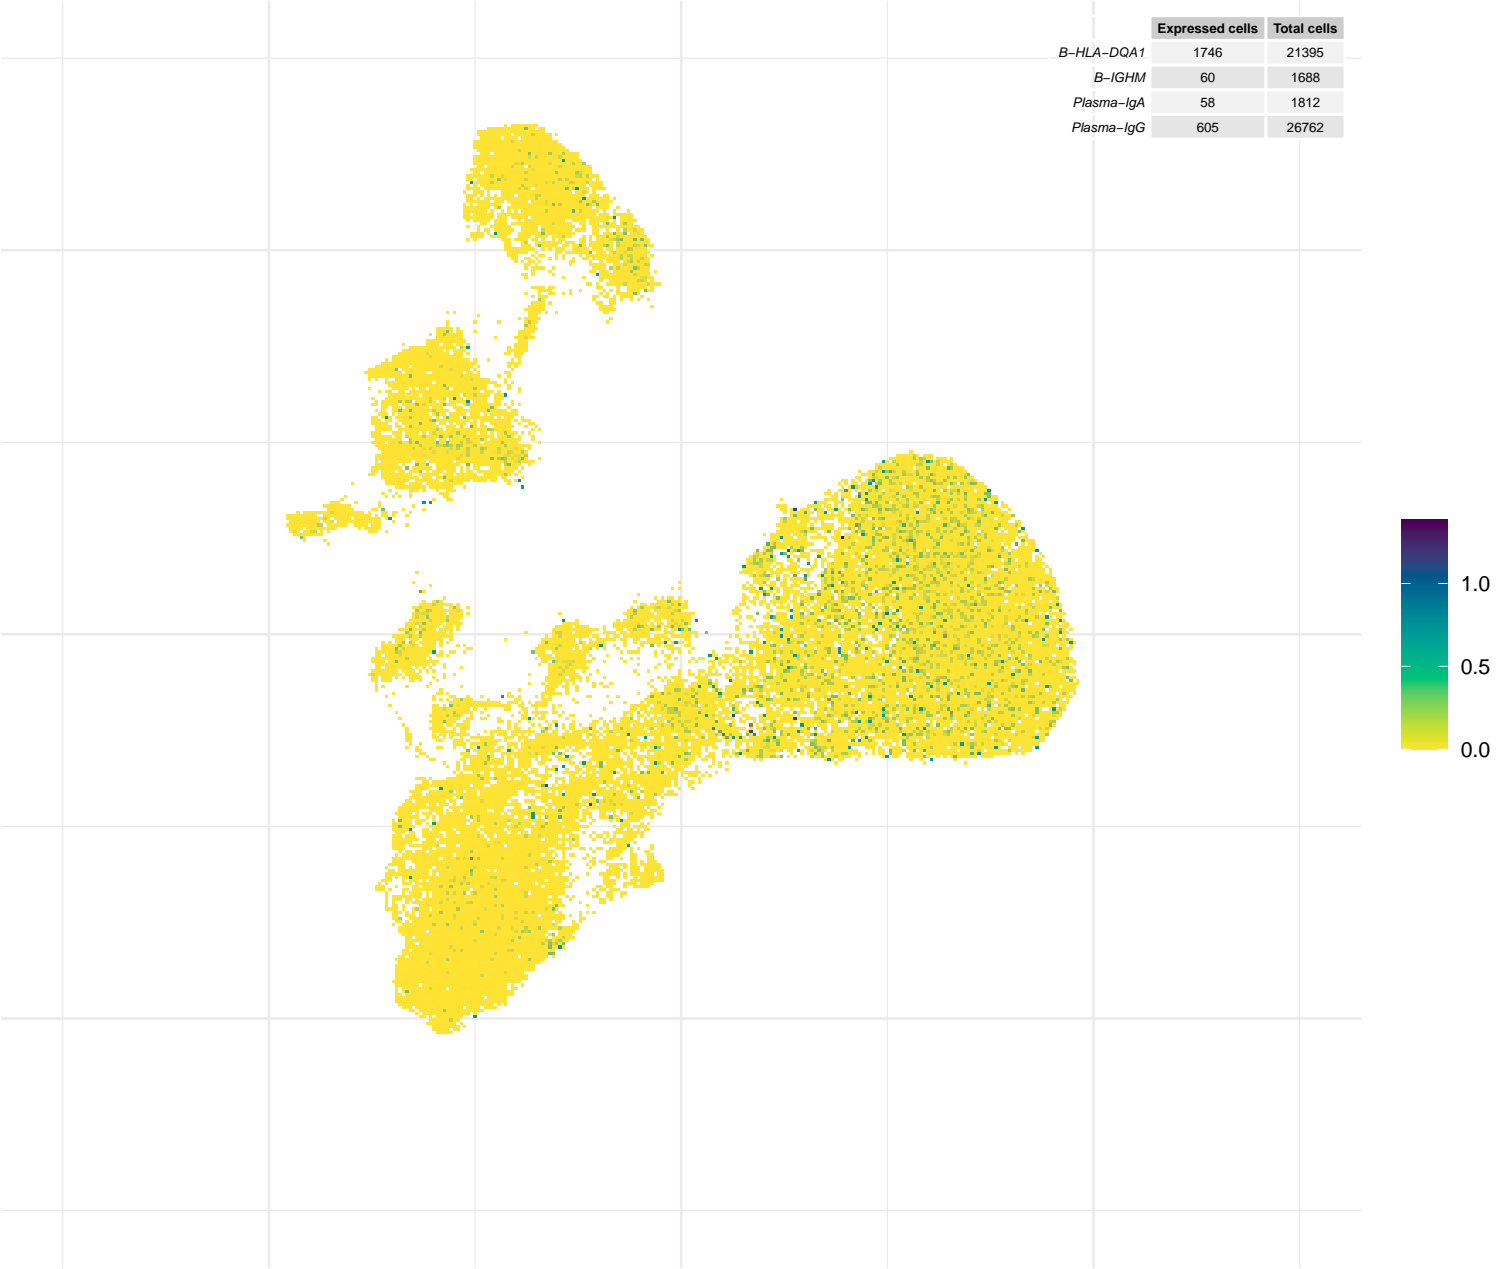 Expressed cells Total cells
B−HLA−DQA1 1746 21395
B−IGHM 60 1688
Plasma−IgA 58 1812
Plasma−IgG 605 26762
1.0
0.5
0.0